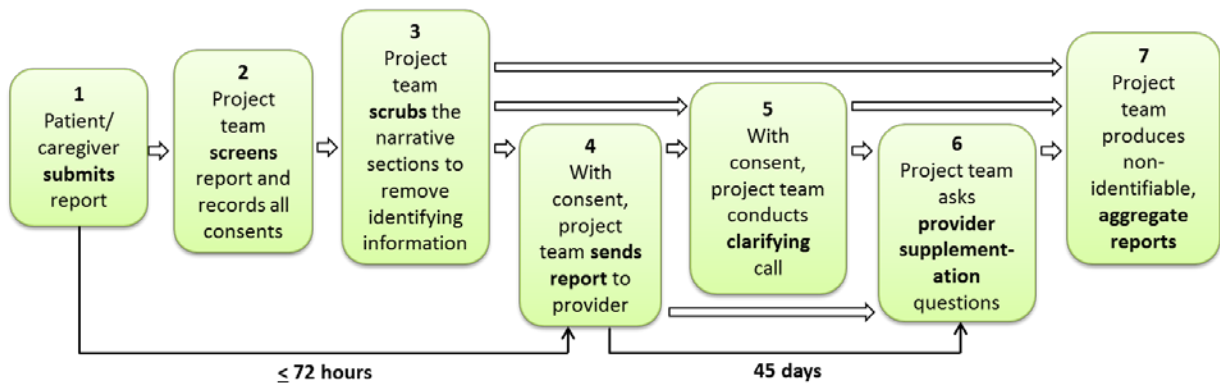 1
Patient/
caregiver
submits
report
2
Project
team
screens
report and
records all
consents
3
Project
team
scrubs the
narrative
sections to
remove
identifying
information
4
With
consent,
project
team sends
report to
provider
5
With
consent,
project team
conducts
clarifying
call
6
Project team
asks
provider
supplement-
ation
questions
7
Project
team
produces
non-
identifiable,
aggregate
reports
≤ 72 hours
45 days